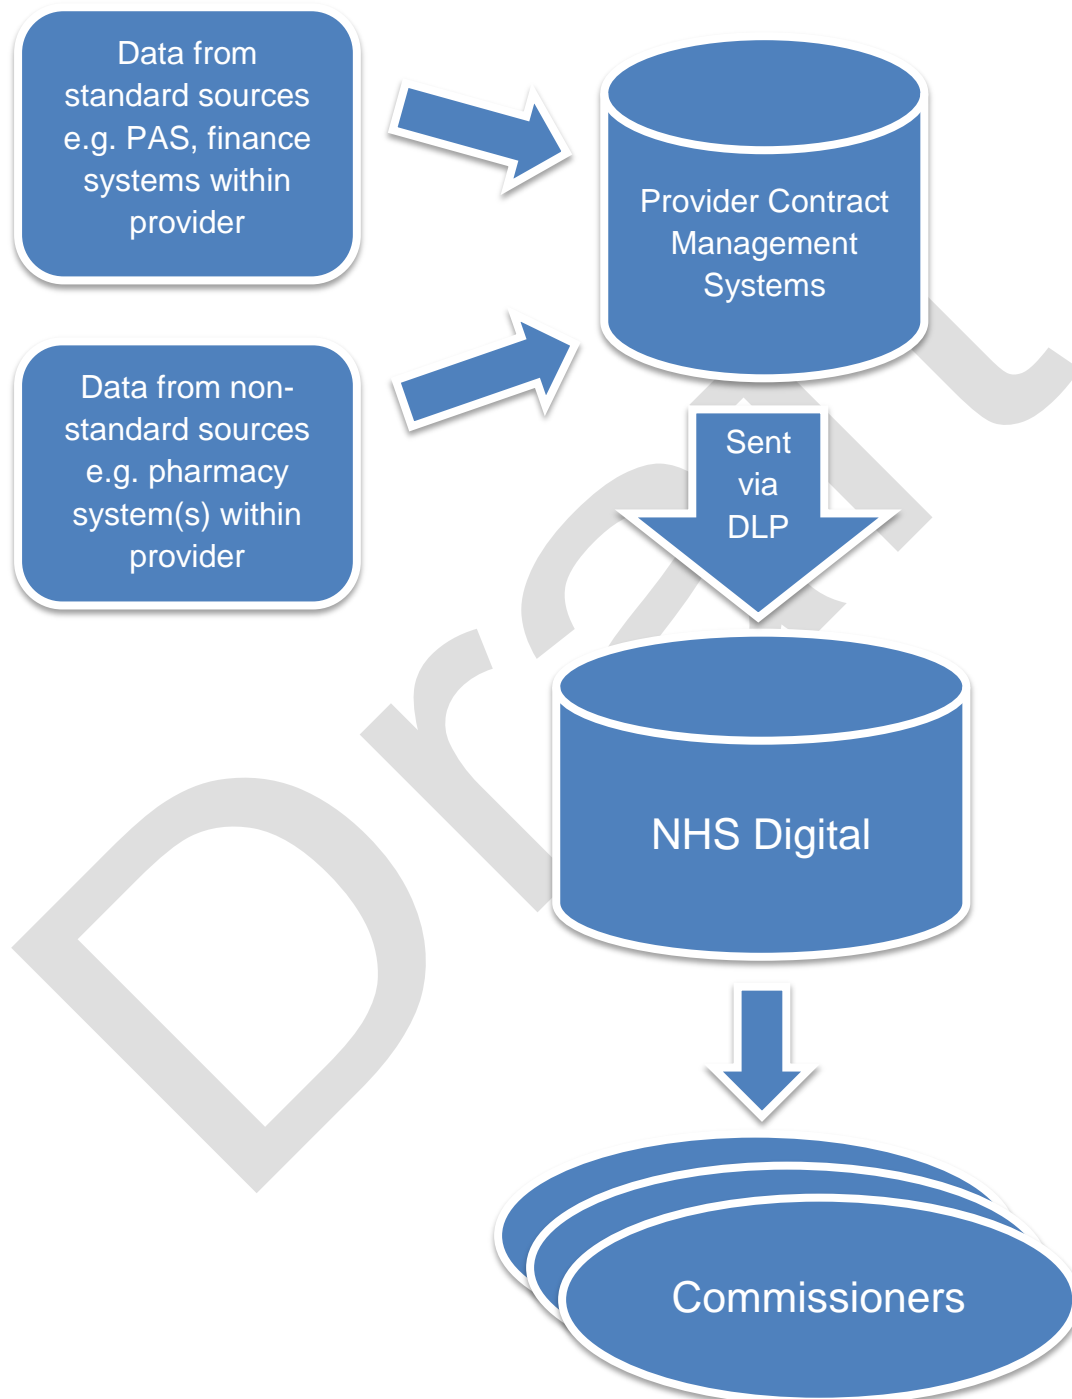 Data from
standard sources
e.g. PAS, finance
systems within
provider
Provider Contract
Management
Systems
Data from non-
standard sources
e.g. pharmacy
system(s) within
provider
Sent
via
DLP
NHS Digital
Commissioners
Draft